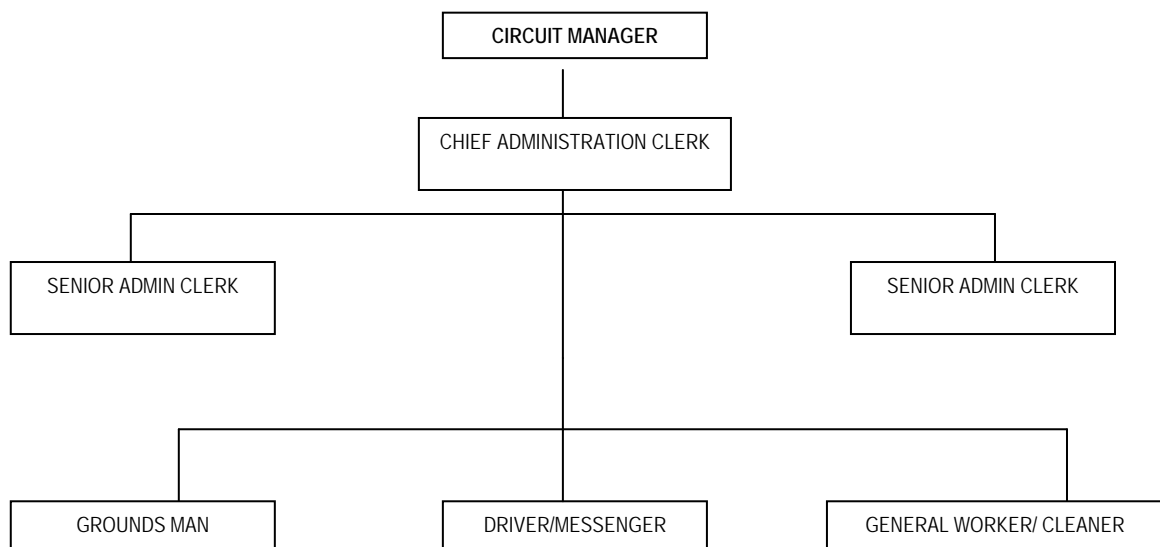 CIRCUIT MANAGER
CHIEF ADMINISTRATION CLERK
SENIOR ADMIN CLERK
SENIOR ADMIN CLERK
GROUNDS MAN
DRIVER/MESSENGER
GENERAL WORKER/ CLEANER